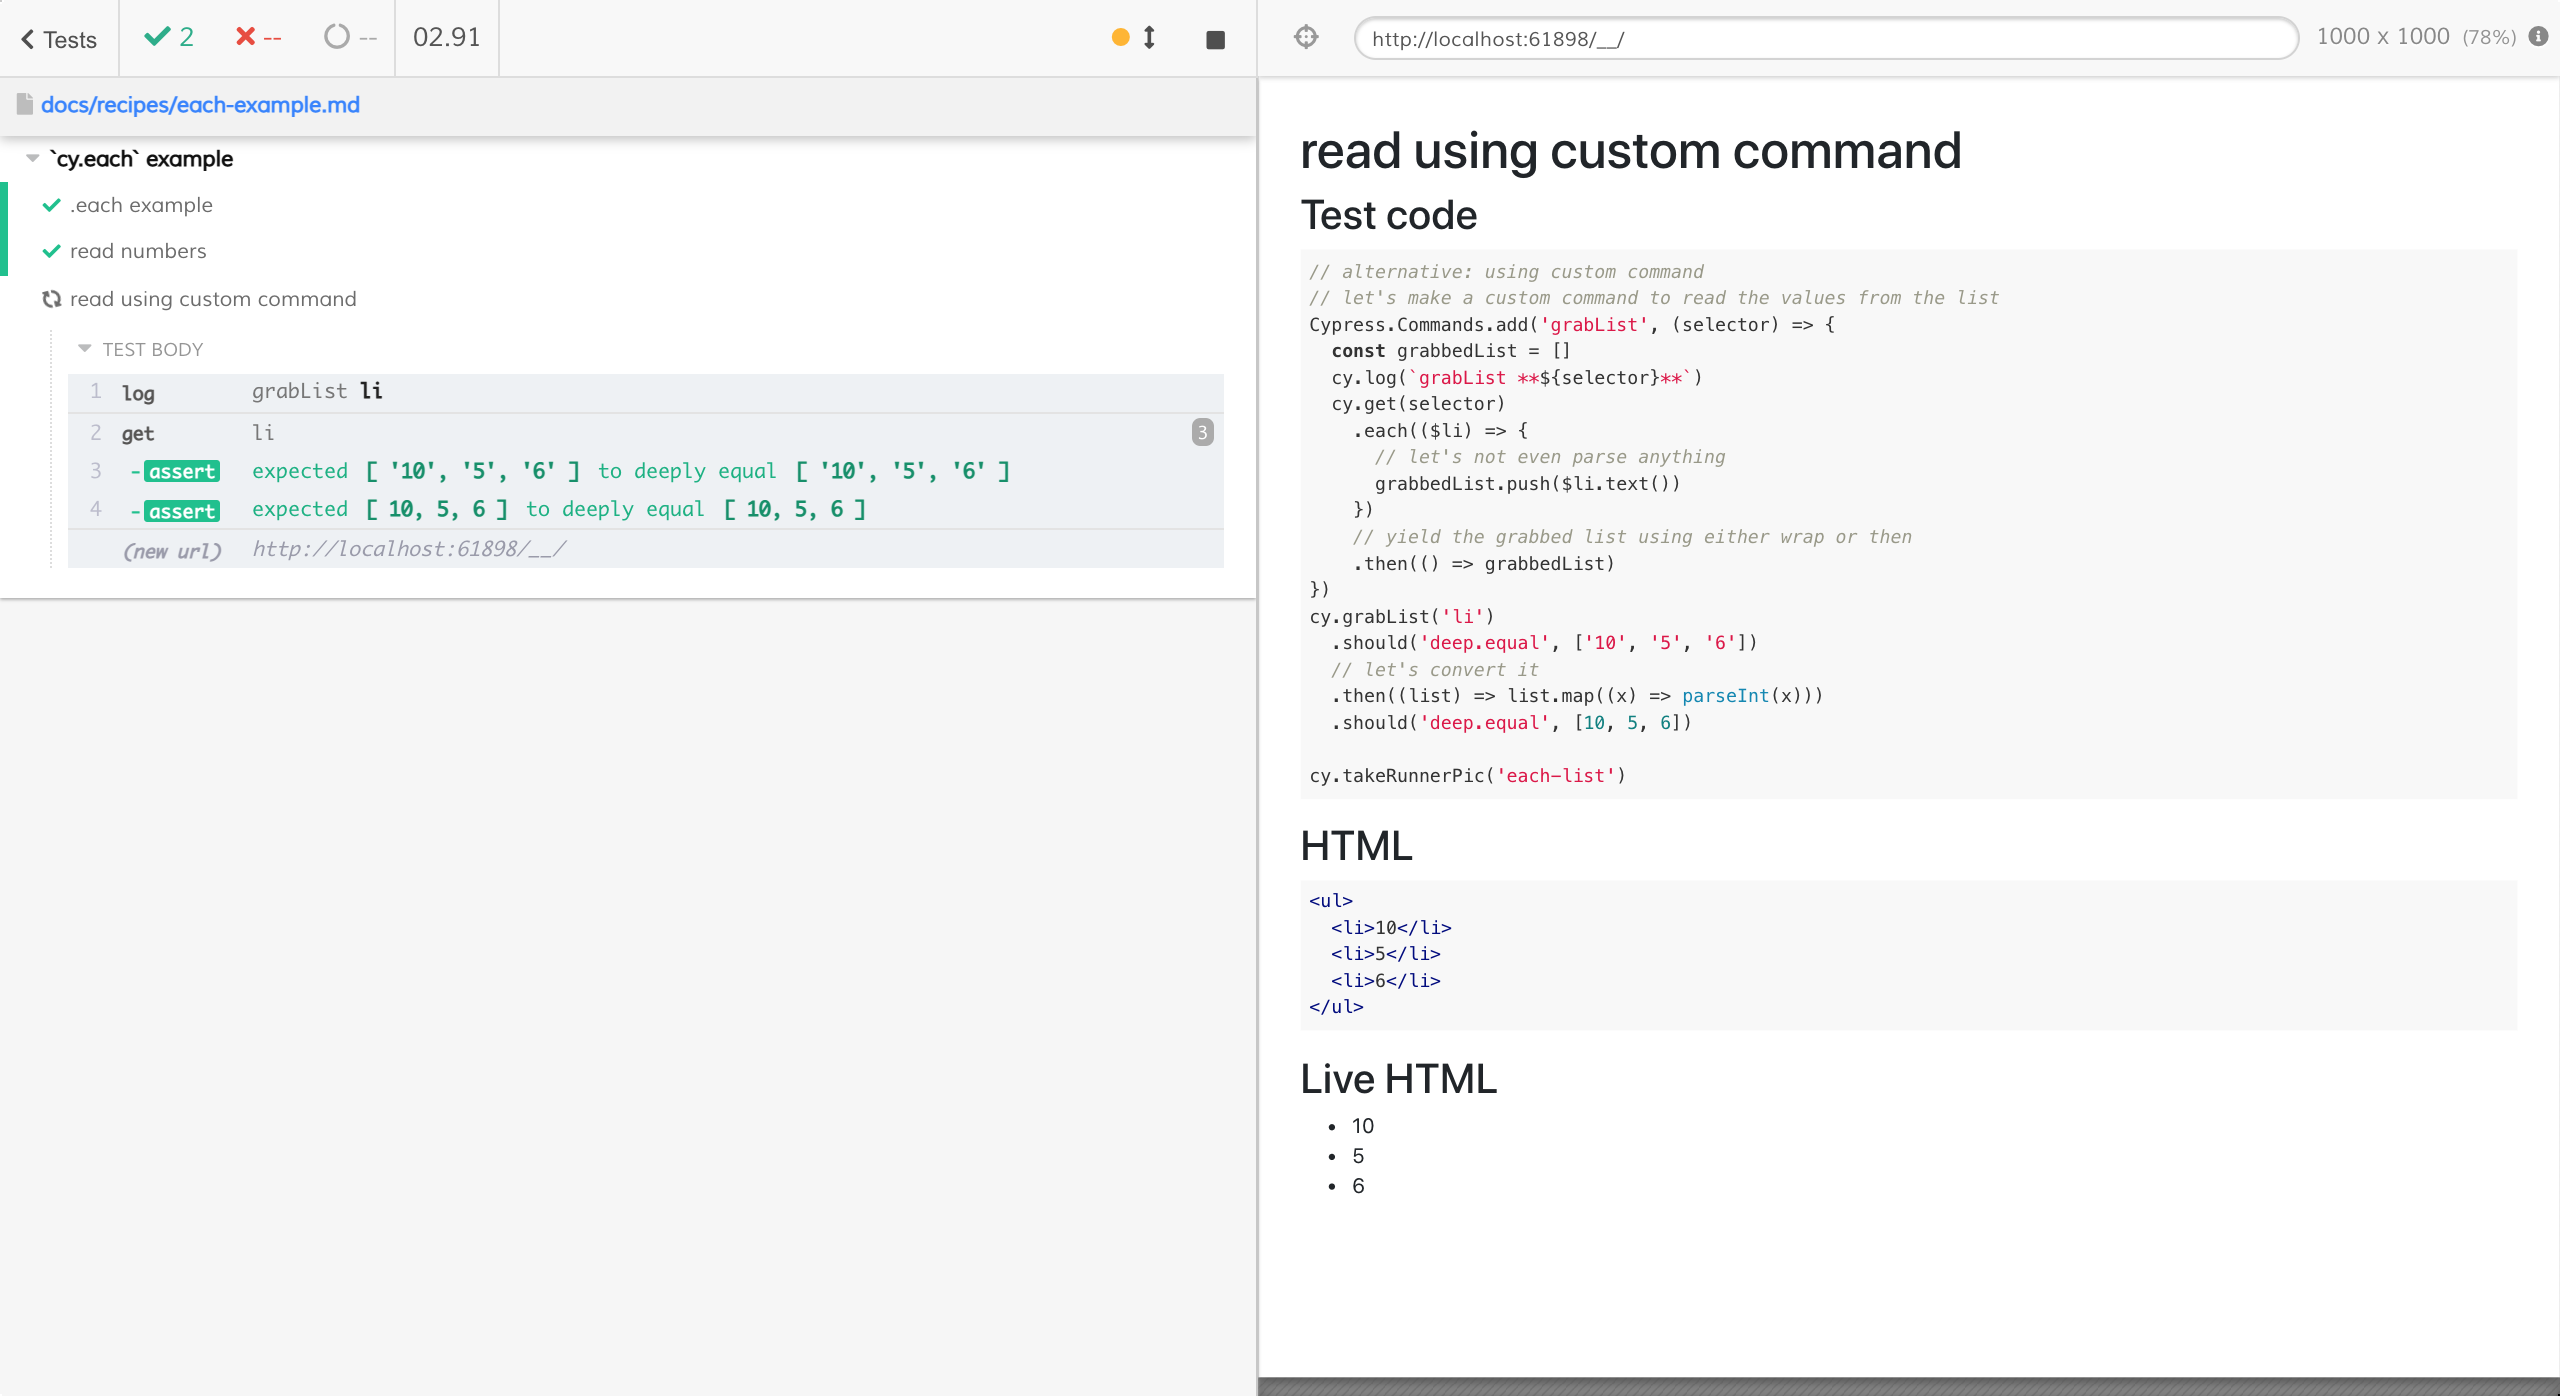 Tests
2
--
--
02.91
docs/recipes/each-example.md
`cy.each` example
.each example
read numbers
read using custom command
TEST BODY
1 log grabList li
2 get li 3
3 -assert expected [ '10', '5', '6' ] to deeply equal [ '10', '5', '6' ]
4 -assert expected [ 10, 5, 6 ] to deeply equal [ 10, 5, 6 ]
(new url) http://localhost:61898/__/
http://localhost:61898/__/
1000 x 1000 (78%)
read using custom command
Test code
// alternative: using custom command
// let's make a custom command to read the values from the list
Cypress.Commands.add('grabList', (selector) => {
  const grabbedList = []
  cy.log(`grabList **${selector}**`)
  cy.get(selector)
    .each(($li) => {
      // let's not even parse anything
      grabbedList.push($li.text())
    })
    // yield the grabbed list using either wrap or then
    .then(() => grabbedList)
})
cy.grabList('li')
  .should('deep.equal', ['10', '5', '6'])
  // let's convert it
  .then((list) => list.map((x) => parseInt(x)))
  .should('deep.equal', [10, 5, 6])
cy.takeRunnerPic('each-list')
HTML
<ul>
  <li>10</li>
  <li>5</li>
  <li>6</li>
</ul>
Live HTML
• 10
• 5
• 6